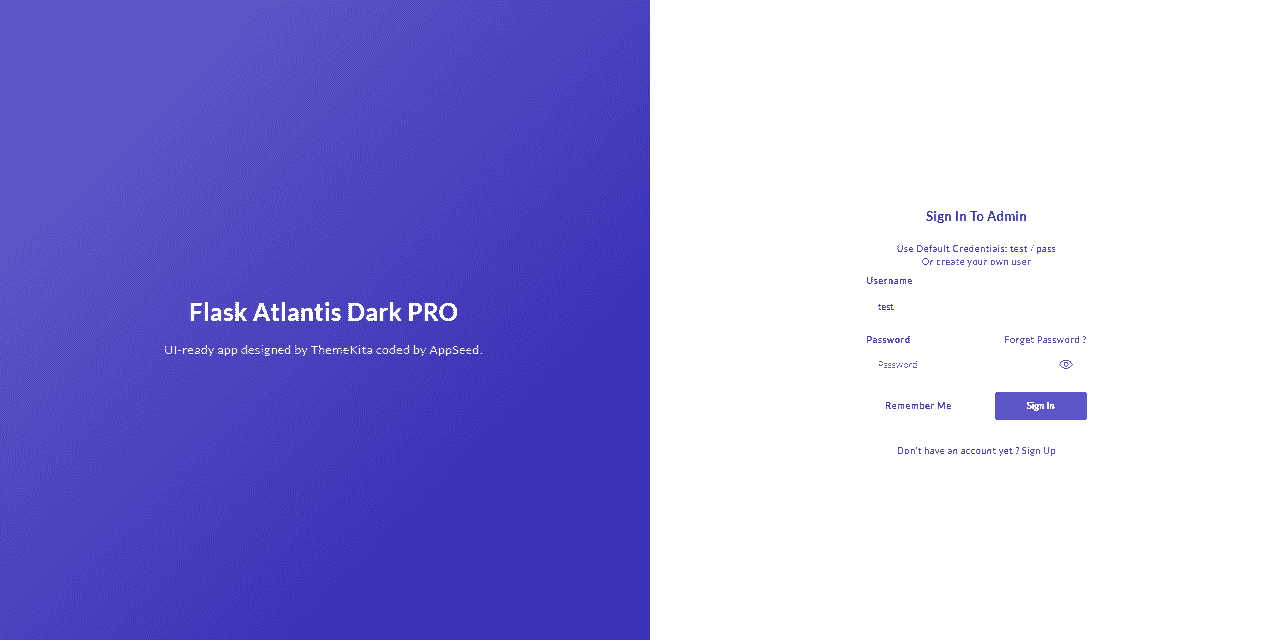 Flask Atlantis Dark PRO
UI-ready app designed by ThemeKita coded by AppSeed.
Sign In To Admin
Use Default Credentials: test / pass
Or create your own user
Username
test
Password Forget Password ?
Password
Remember Me Sign In
Don't have an account yet ? Sign Up